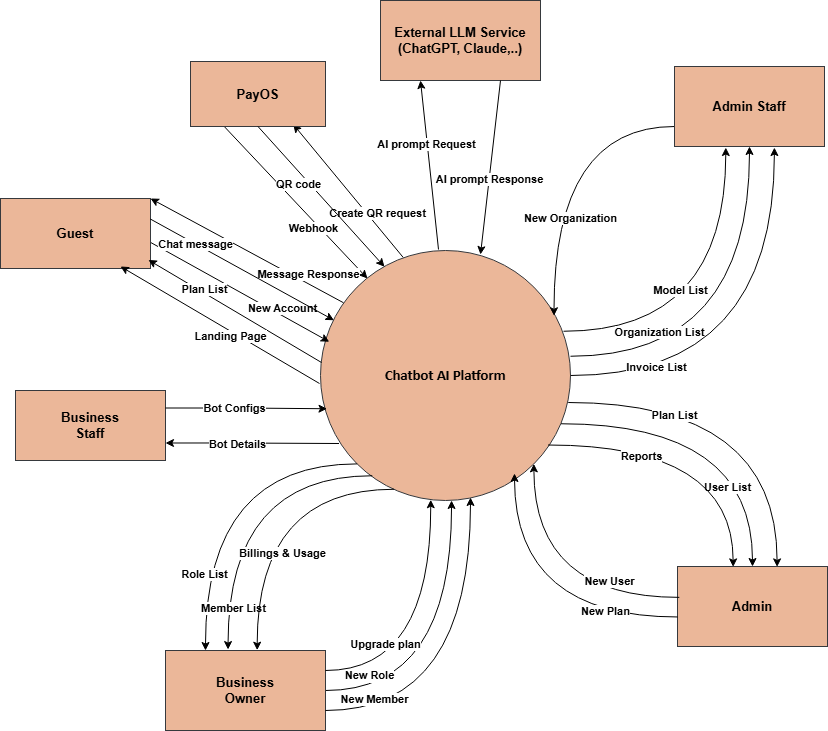 External LLM Service
(ChatGPT, Claude,..)
PayOS
Admin Staff
AI prompt Request
AI prompt Response
QR code
Create QR request
Webhook
New Organization
Guest
Chat message
Message Response
Plan List
New Account
Landing Page
Model List
Organization List
Invoice List
Chatbot AI Platform
Business
Staff
Bot Configs
Bot Details
Plan List
Reports
User List
Billings & Usage
Role List
Member List
New User
New Plan
Admin
Upgrade plan
New Role
New Member
Business
Owner